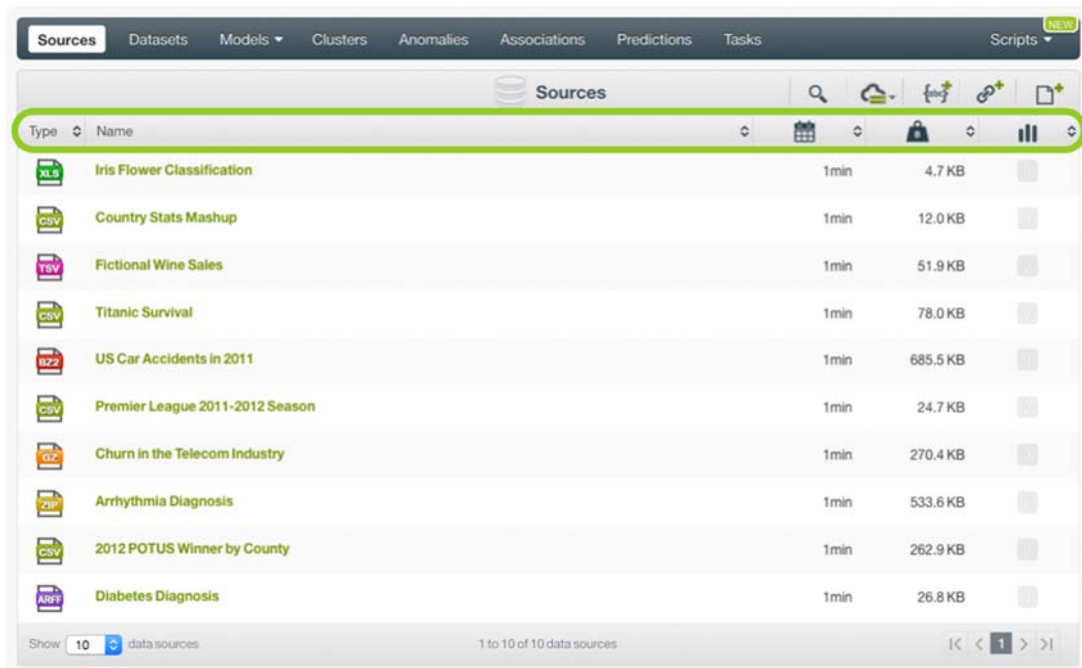 Sources Datasets Models Clusters Anomalies Associations Predictions Tasks Scripts NEW
Sources
Type Name
XLS Iris Flower Classification 1min 4.7 KB
CSV Country Stats Mashup 1min 12.0 KB
TSV Fictional Wine Sales 1min 51.9 KB
CSV Titanic Survival 1min 78.0 KB
BZ2 US Car Accidents in 2011 1min 685.5 KB
CSV Premier League 2011-2012 Season 1min 24.7 KB
GZ Churn in the Telecom Industry 1min 270.4 KB
ZIP Arrhythmia Diagnosis 1min 533.6 KB
CSV 2012 POTUS Winner by County 1min 262.9 KB
ARFF Diabetes Diagnosis 1min 26.8 KB
Show 10 data sources 1 to 10 of 10 data sources 1